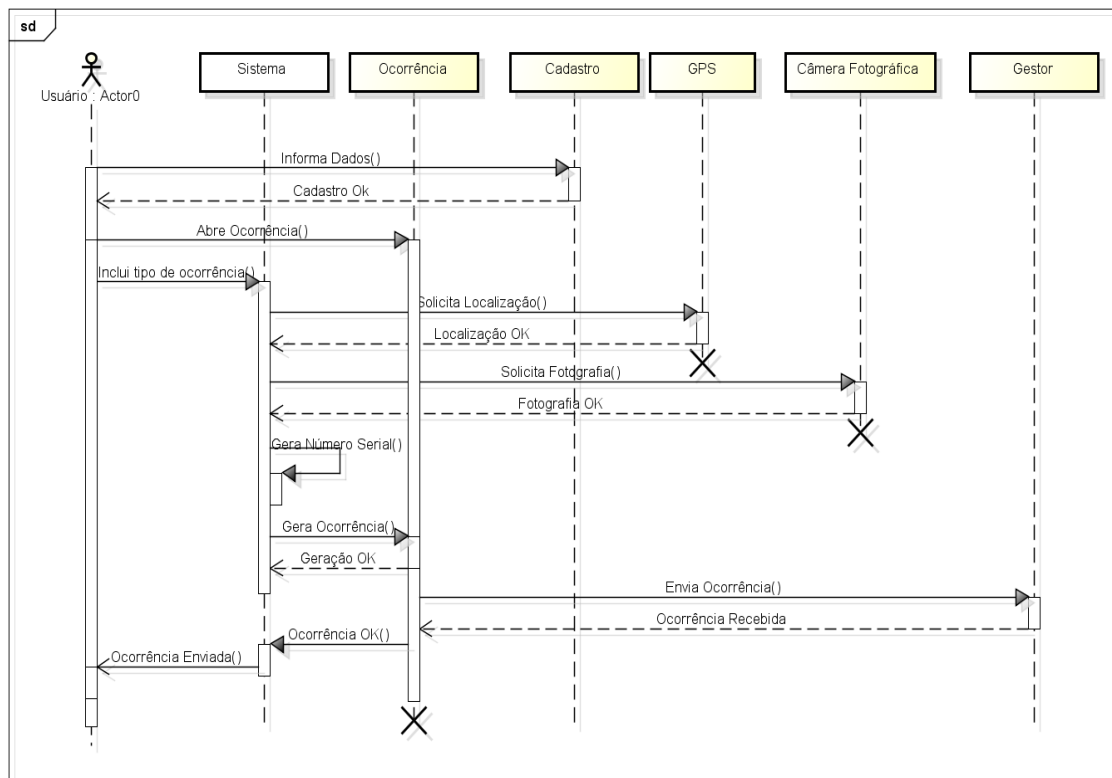 sd
Usuário : Actor0
Sistema
Ocorrência
Cadastro
GPS
Câmera Fotográfica
Gestor
Informa Dados()
Cadastro Ok
Abre Ocorrência()
Inclui tipo de ocorrência()
Solicita Localização()
Localização OK
Solicita Fotografia()
Fotografia OK
Gera Número Serial()
Gera Ocorrência()
Geração OK
Envia Ocorrência()
Ocorrência Recebida
Ocorrência OK()
Ocorrência Enviada()